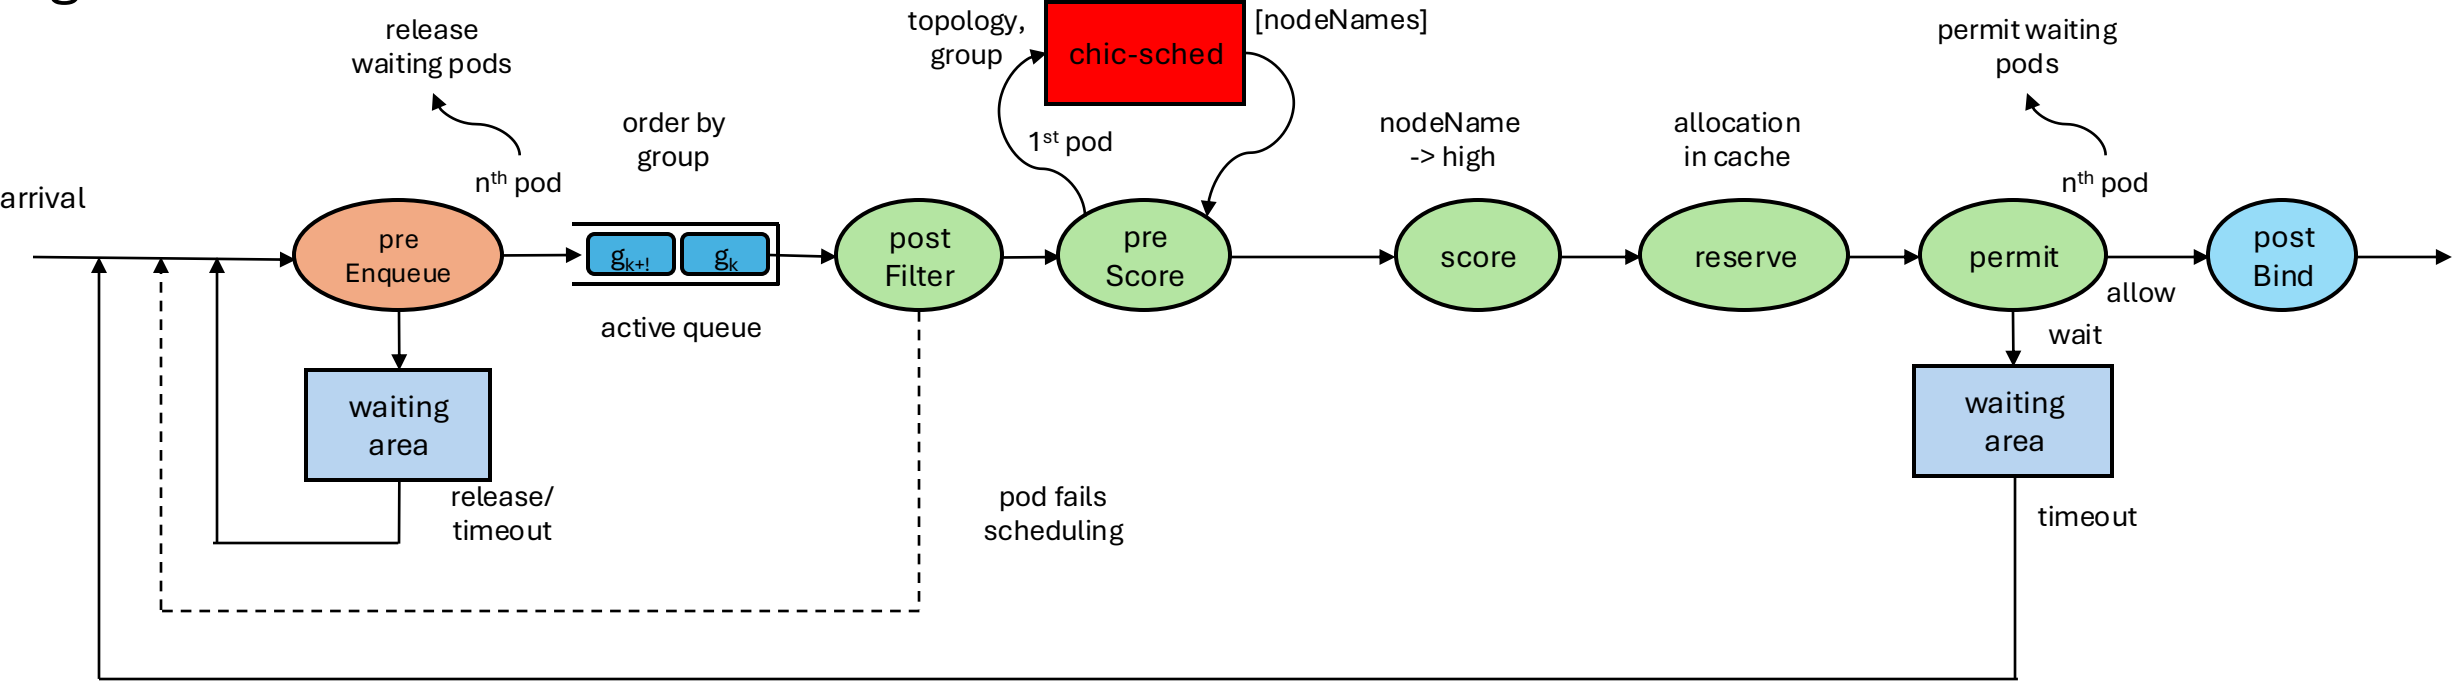 topology,
group
chic-sched
[nodeNames]
release
waiting pods
permit waiting
pods
order by
group
1st pod
nodeName
-> high
allocation
in cache
nth pod
nth pod
arrival
pre
Enqueue
gk+!
gk
post
Filter
pre
Score
score
reserve
permit
post
Bind
allow
active queue
wait
waiting
area
waiting
area
release/
timeout
pod fails
scheduling
timeout